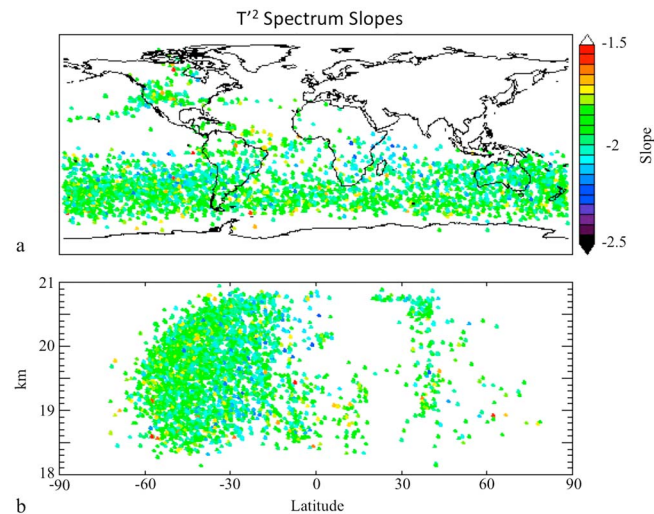 T′² Spectrum Slopes
-1.5
-2
-2.5
Slope
a
21
20
19
18
km
-90 -60 -30 0 30 60 90
Latitude
b